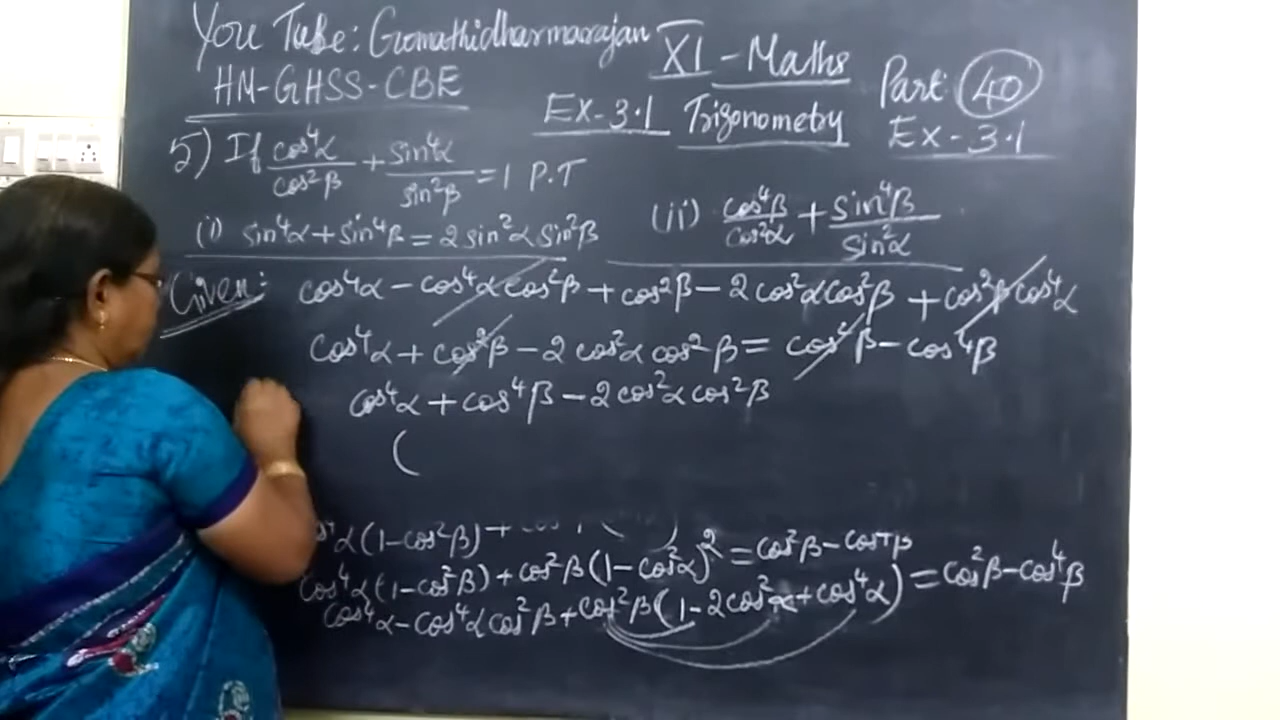 You Tube: Gomathidharmarajan
HM-GHSS-CBE
XI - Maths
Ex-3.1 Trigonometry
Part 40
Ex-3.1
5) If cos⁴α/cos²β + sin⁴α/sin²β = 1 P.T
(i) sin⁴α + sin⁴β = 2 sin²α sin²β
(ii) cos⁴β/cos²α + sin⁴β/sin²α
Given: cos⁴α - cos⁴α cos²β + cos²β - 2 cos²α cos²β + cos²β cos⁴α
cos⁴α + cos²β - 2 cos²α cos²β = cos²β - cos⁴β
cos⁴α + cos⁴β - 2 cos²α cos²β
(
α(1-cos²β) +
= cos²β - cos⁴β
cos⁴α(1-cos²β) + cos²β(1-cos²α)²
cos⁴α - cos⁴α cos²β + cos²β(1-2cos²α + cos⁴α) = cos²β - cos⁴β